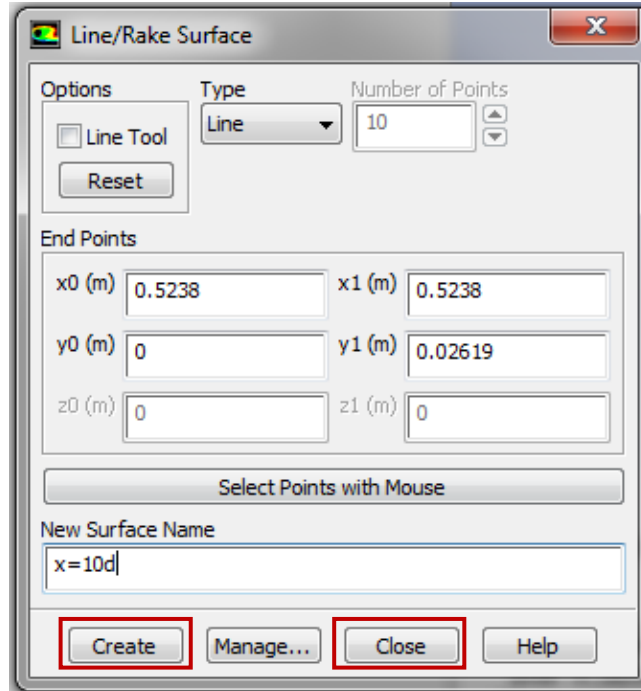 Line/Rake Surface
Options Type Number of Points
Line Tool Line 10
Reset
End Points
x0 (m) 0.5238 x1 (m) 0.5238
y0 (m) 0 y1 (m) 0.02619
z0 (m) 0 z1 (m) 0
Select Points with Mouse
New Surface Name
x=10d
Create Manage... Close Help